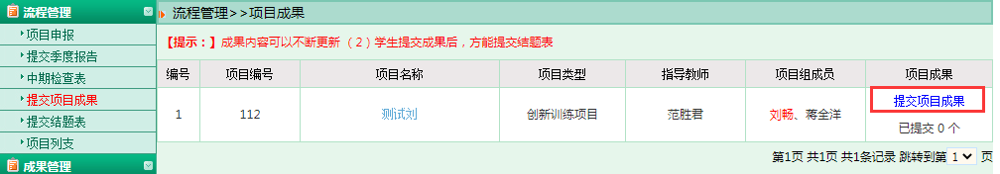 流程管理
项目申报
提交季度报告
中期检查表
提交项目成果
提交结题表
项目列支
成果管理
流程管理>>项目成果
【提示：】成果内容可以不断更新（2）学生提交成果后，方能提交结题表
编号 项目编号 项目名称 项目类型 指导教师 项目组成员 项目成果
1 112 测试刘 创新训练项目 范胜君 刘畅、蒋全洋 提交项目成果
已提交 0 个
第1页 共1页 共1条记录 跳转到第 1 页